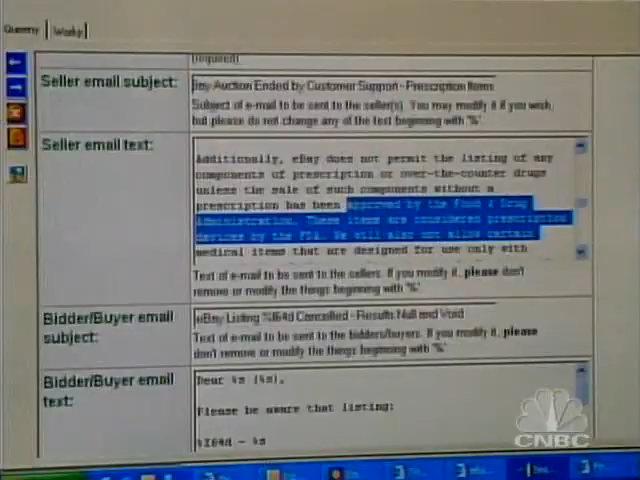 Queries
Works
(required)
Seller email subject:
eBay Auction Ended by Customer Support - Prescription Items
Subject of e-mail to be sent to the seller(s). You may modify it if you wish,
but please do not change any of the text beginning with '%'
Seller email text:
Additionally, eBay does not permit the listing of any
components of prescription or over-the-counter drugs
unless the sale of such components without a
prescription has been approved by the Food & Drug
Administration. These items are considered prescription
devices by the FDA. We will also not allow certain
medical items that are designed for use only with
Text of e-mail to be sent to the sellers. If you modify it, please don't
remove or modify the things beginning with '%'
Bidder/Buyer email
subject:
eBay Listing %I64d Cancelled - Results Null and Void
Text of e-mail to be sent to the bidders/buyers. If you modify it, please
don't remove or modify the things beginning with '%'
Bidder/Buyer email
text:
Dear %s (%s),
Please be aware that listing:
%I64d - %s
CNBC